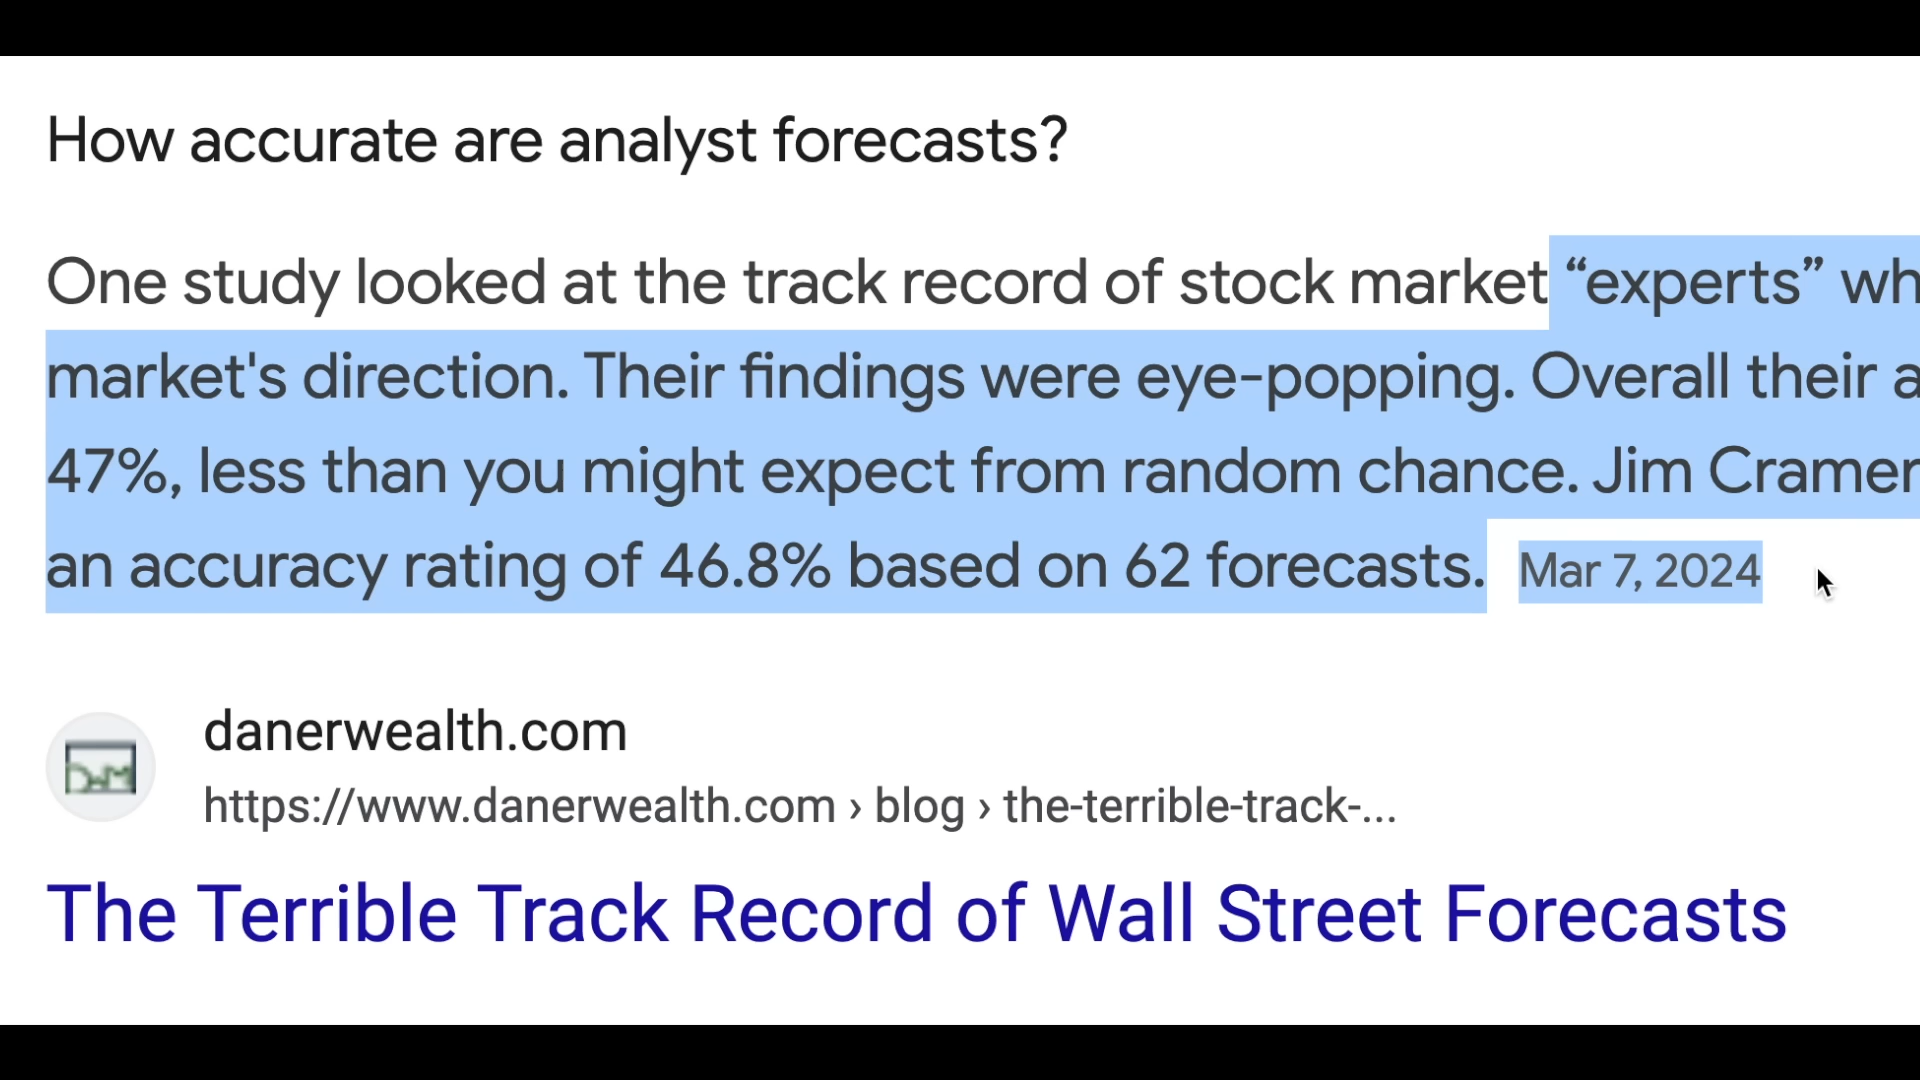 How accurate are analyst forecasts?
One study looked at the track record of stock market “experts” wh
market's direction. Their findings were eye-popping. Overall their a
47%, less than you might expect from random chance. Jim Cramer
an accuracy rating of 46.8% based on 62 forecasts. Mar 7, 2024
danerwealth.com
https://www.danerwealth.com › blog › the-terrible-track-...
The Terrible Track Record of Wall Street Forecasts